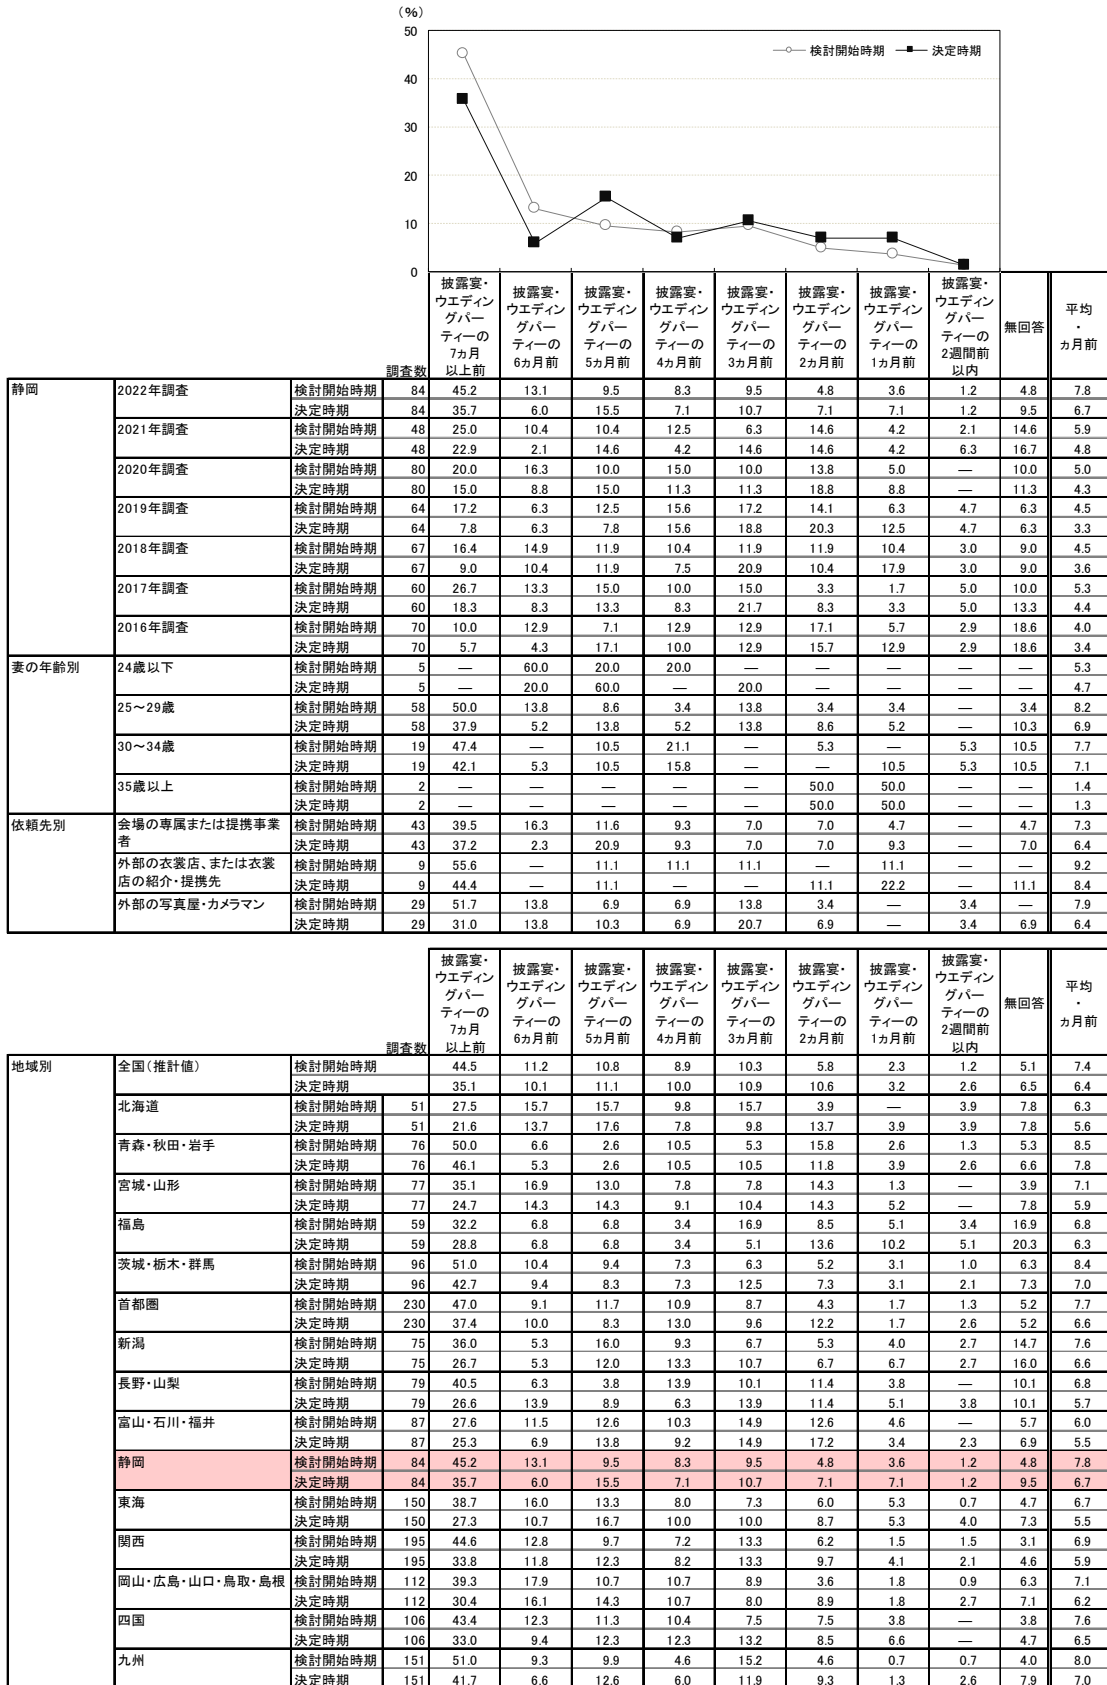 （%）
50
40
30
20
10
0
検討開始時期 決定時期
調査数 披露宴・ウエディングパーティーの7ヵ月以上前 披露宴・ウエディングパーティーの6ヵ月前 披露宴・ウエディングパーティーの5ヵ月前 披露宴・ウエディングパーティーの4ヵ月前 披露宴・ウエディングパーティーの3ヵ月前 披露宴・ウエディングパーティーの2ヵ月前 披露宴・ウエディングパーティーの1ヵ月前 披露宴・ウエディングパーティーの2週間前以内 無回答 平均・ヵ月前
静岡 2022年調査 検討開始時期 84 45.2 13.1 9.5 8.3 9.5 4.8 3.6 1.2 4.8 7.8
決定時期 84 35.7 6.0 15.5 7.1 10.7 7.1 7.1 1.2 9.5 6.7
2021年調査 検討開始時期 48 25.0 10.4 10.4 12.5 6.3 14.6 4.2 2.1 14.6 5.9
決定時期 48 22.9 2.1 14.6 4.2 14.6 14.6 4.2 6.3 16.7 4.8
2020年調査 検討開始時期 80 20.0 16.3 10.0 15.0 10.0 13.8 5.0 — 10.0 5.0
決定時期 80 15.0 8.8 15.0 11.3 11.3 18.8 8.8 — 11.3 4.3
2019年調査 検討開始時期 64 17.2 6.3 12.5 15.6 17.2 14.1 6.3 4.7 6.3 4.5
決定時期 64 7.8 6.3 7.8 15.6 18.8 20.3 12.5 4.7 6.3 3.3
2018年調査 検討開始時期 67 16.4 14.9 11.9 10.4 11.9 11.9 10.4 3.0 9.0 4.5
決定時期 67 9.0 10.4 11.9 7.5 20.9 10.4 17.9 3.0 9.0 3.6
2017年調査 検討開始時期 60 26.7 13.3 15.0 10.0 15.0 3.3 1.7 5.0 10.0 5.3
決定時期 60 18.3 8.3 13.3 8.3 21.7 8.3 3.3 5.0 13.3 4.4
2016年調査 検討開始時期 70 10.0 12.9 7.1 12.9 12.9 17.1 5.7 2.9 18.6 4.0
決定時期 70 5.7 4.3 17.1 10.0 12.9 15.7 12.9 2.9 18.6 3.4
妻の年齢別 24歳以下 検討開始時期 5 — 60.0 20.0 20.0 — — — — — 5.3
決定時期 5 — 20.0 60.0 — 20.0 — — — — 4.7
25～29歳 検討開始時期 58 50.0 13.8 8.6 3.4 13.8 3.4 3.4 — 3.4 8.2
決定時期 58 37.9 5.2 13.8 5.2 13.8 8.6 5.2 — 10.3 6.9
30～34歳 検討開始時期 19 47.4 — 10.5 21.1 — 5.3 — 5.3 10.5 7.7
決定時期 19 42.1 5.3 10.5 15.8 — — 10.5 5.3 10.5 7.1
35歳以上 検討開始時期 2 — — — — — 50.0 50.0 — — 1.4
決定時期 2 — — — — — 50.0 50.0 — — 1.3
依頼先別 会場の専属または提携事業者 検討開始時期 43 39.5 16.3 11.6 9.3 7.0 7.0 4.7 — 4.7 7.3
決定時期 43 37.2 2.3 20.9 9.3 7.0 7.0 9.3 — 7.0 6.4
外部の衣裳店、または衣裳店の紹介・提携先 検討開始時期 9 55.6 — 11.1 11.1 11.1 — 11.1 — — 9.2
決定時期 9 44.4 — 11.1 — — 11.1 22.2 — 11.1 8.4
外部の写真屋・カメラマン 検討開始時期 29 51.7 13.8 6.9 6.9 13.8 3.4 — 3.4 — 7.9
決定時期 29 31.0 13.8 10.3 6.9 20.7 6.9 — 3.4 6.9 6.4
調査数 披露宴・ウエディングパーティーの7ヵ月以上前 披露宴・ウエディングパーティーの6ヵ月前 披露宴・ウエディングパーティーの5ヵ月前 披露宴・ウエディングパーティーの4ヵ月前 披露宴・ウエディングパーティーの3ヵ月前 披露宴・ウエディングパーティーの2ヵ月前 披露宴・ウエディングパーティーの1ヵ月前 披露宴・ウエディングパーティーの2週間前以内 無回答 平均・ヵ月前
地域別 全国（推計値） 検討開始時期 44.5 11.2 10.8 8.9 10.3 5.8 2.3 1.2 5.1 7.4
決定時期 35.1 10.1 11.1 10.0 10.9 10.6 3.2 2.6 6.5 6.4
北海道 検討開始時期 51 27.5 15.7 15.7 9.8 15.7 3.9 — 3.9 7.8 6.3
決定時期 51 21.6 13.7 17.6 7.8 9.8 13.7 3.9 3.9 7.8 5.6
青森・秋田・岩手 検討開始時期 76 50.0 6.6 2.6 10.5 5.3 15.8 2.6 1.3 5.3 8.5
決定時期 76 46.1 5.3 2.6 10.5 10.5 11.8 3.9 2.6 6.6 7.8
宮城・山形 検討開始時期 77 35.1 16.9 13.0 7.8 7.8 14.3 1.3 — 3.9 7.1
決定時期 77 24.7 14.3 14.3 9.1 10.4 14.3 5.2 — 7.8 5.9
福島 検討開始時期 59 32.2 6.8 6.8 3.4 16.9 8.5 5.1 3.4 16.9 6.8
決定時期 59 28.8 6.8 6.8 3.4 5.1 13.6 10.2 5.1 20.3 6.3
茨城・栃木・群馬 検討開始時期 96 51.0 10.4 9.4 7.3 6.3 5.2 3.1 1.0 6.3 8.4
決定時期 96 42.7 9.4 8.3 7.3 12.5 7.3 3.1 2.1 7.3 7.0
首都圏 検討開始時期 230 47.0 9.1 11.7 10.9 8.7 4.3 1.7 1.3 5.2 7.7
決定時期 230 37.4 10.0 8.3 13.0 9.6 12.2 1.7 2.6 5.2 6.6
新潟 検討開始時期 75 36.0 5.3 16.0 9.3 6.7 5.3 4.0 2.7 14.7 7.6
決定時期 75 26.7 5.3 12.0 13.3 10.7 6.7 6.7 2.7 16.0 6.6
長野・山梨 検討開始時期 79 40.5 6.3 3.8 13.9 10.1 11.4 3.8 — 10.1 6.8
決定時期 79 26.6 13.9 8.9 6.3 13.9 11.4 5.1 3.8 10.1 5.7
富山・石川・福井 検討開始時期 87 27.6 11.5 12.6 10.3 14.9 12.6 4.6 — 5.7 6.0
決定時期 87 25.3 6.9 13.8 9.2 14.9 17.2 3.4 2.3 6.9 5.5
静岡 検討開始時期 84 45.2 13.1 9.5 8.3 9.5 4.8 3.6 1.2 4.8 7.8
決定時期 84 35.7 6.0 15.5 7.1 10.7 7.1 7.1 1.2 9.5 6.7
東海 検討開始時期 150 38.7 16.0 13.3 8.0 7.3 6.0 5.3 0.7 4.7 6.7
決定時期 150 27.3 10.7 16.7 10.0 10.0 8.7 5.3 4.0 7.3 5.5
関西 検討開始時期 195 44.6 12.8 9.7 7.2 13.3 6.2 1.5 1.5 3.1 6.9
決定時期 195 33.8 11.8 12.3 8.2 13.3 9.7 4.1 2.1 4.6 5.9
岡山・広島・山口・鳥取・島根 検討開始時期 112 39.3 17.9 10.7 10.7 8.9 3.6 1.8 0.9 6.3 7.1
決定時期 112 30.4 16.1 14.3 10.7 8.0 8.9 1.8 2.7 7.1 6.2
四国 検討開始時期 106 43.4 12.3 11.3 10.4 7.5 7.5 3.8 — 3.8 7.6
決定時期 106 33.0 9.4 12.3 12.3 13.2 8.5 6.6 — 4.7 6.5
九州 検討開始時期 151 51.0 9.3 9.9 4.6 15.2 4.6 0.7 0.7 4.0 8.0
決定時期 151 41.7 6.6 12.6 6.0 11.9 9.3 1.3 2.6 7.9 7.0